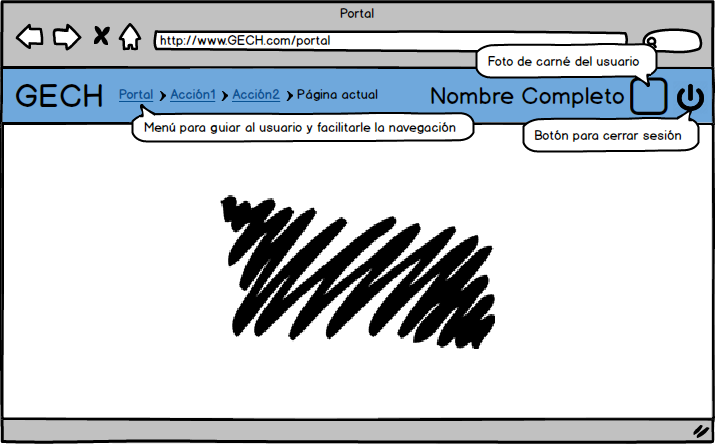 Portal
http://www.GECH.com/portal
Foto de carné del usuario
GECH Portal Acción1 Acción2 Página actual Nombre Completo
Menú para guiar al usuario y facilitarle la navegación
Botón para cerrar sesión